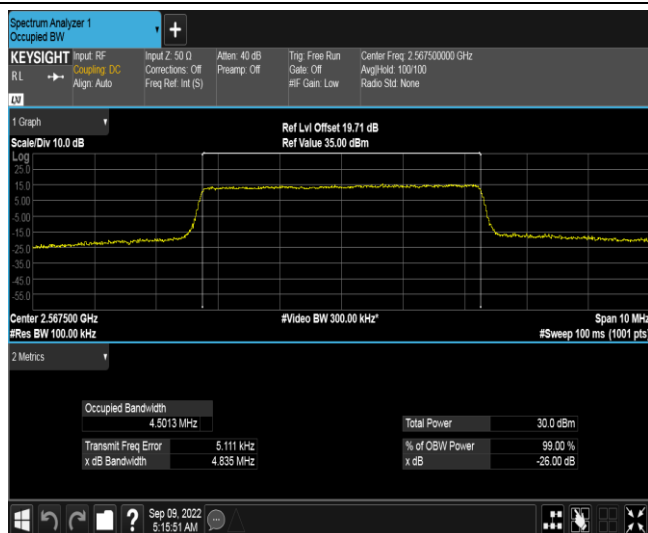 Spectrum Analyzer 1
Occupied BW
+
KEYSIGHT
R L
LXI
Input: RF
Coupling: DC
Align: Auto
Input Z: 50 Ω
Corrections: Off
Freq Ref: Int (S)
Atten: 40 dB
Preamp: Off
Trig: Free Run
Gate: Off
#IF Gain: Low
Center Freq: 2.567500000 GHz
Avg|Hold: 100/100
Radio Std: None
1 Graph
Scale/Div 10.0 dB
Ref Lvl Offset 19.71 dB
Ref Value 35.00 dBm
Log
25.0
15.0
5.00
-5.00
-15.0
-25.0
-35.0
-45.0
-55.0
Center 2.567500 GHz
#Res BW 100.00 kHz
#Video BW 300.00 kHz*
Span 10 MHz
#Sweep 100 ms (1001 pts)
2 Metrics
Occupied Bandwidth
4.5013 MHz
Transmit Freq Error 5.111 kHz
x dB Bandwidth 4.835 MHz
Total Power 30.0 dBm
% of OBW Power 99.00 %
x dB -26.00 dB
?
Sep 09, 2022
5:15:51 AM